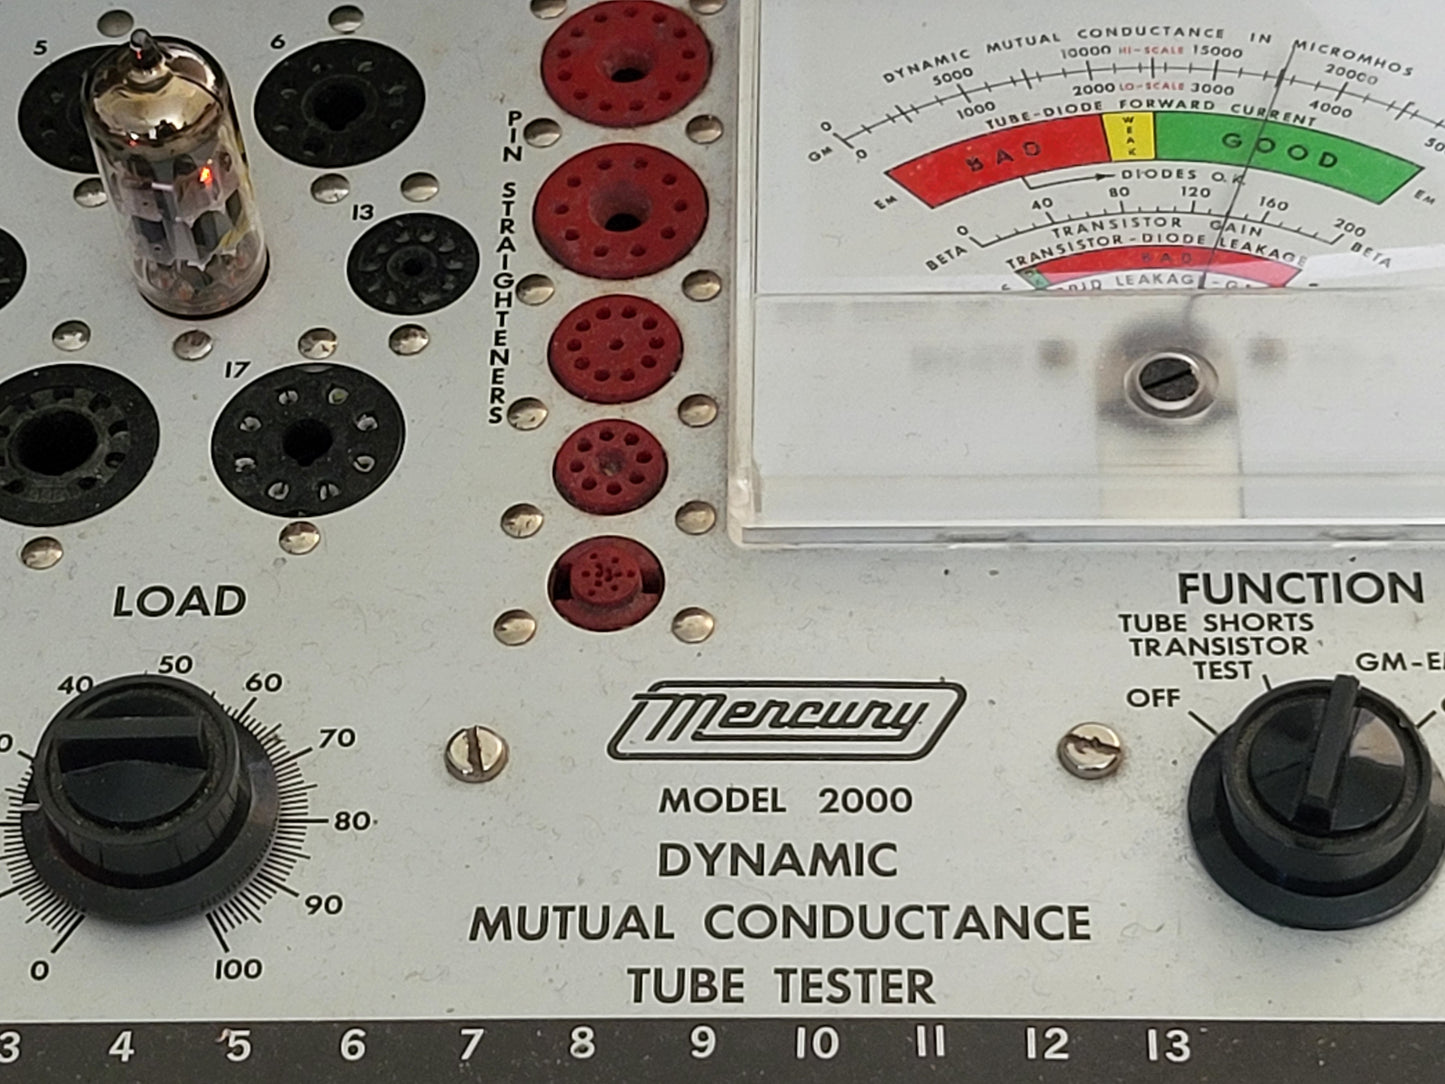 5
6
13
17
PIN STRAIGHTENERS
DYNAMIC MUTUAL CONDUCTANCE IN MICROMHOS
0 5000 10000 HI-SCALE 15000 20000
GM 0 1000 2000 LO-SCALE 3000 4000 50
TUBE-DIODE FORWARD CURRENT
BAD WEAK GOOD
EM DIODES O.K. EM
0 40 80 120 160 200
BETA TRANSISTOR GAIN BETA
TRANSISTOR-DIODE LEAKAGE
BAD
LEAKAGE
LOAD
0 40 50 60 70 80 90 100
FUNCTION
TUBE SHORTS
TRANSISTOR
TEST
GM-EM
OFF
Mercury
MODEL 2000
DYNAMIC
MUTUAL CONDUCTANCE
TUBE TESTER
3 4 5 6 7 8 9 10 11 12 13